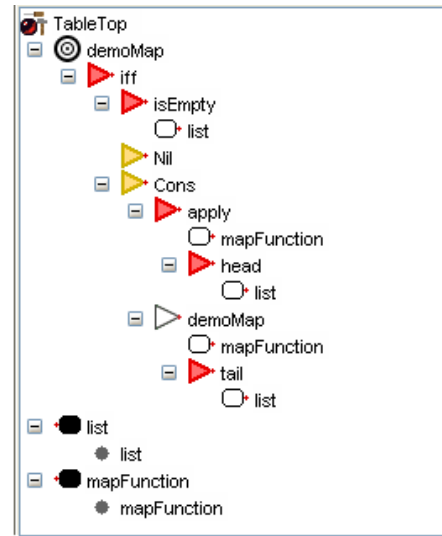 TableTop
demoMap
iff
isEmpty
list
Nil
Cons
apply
mapFunction
head
list
demoMap
mapFunction
tail
list
list
list
mapFunction
mapFunction